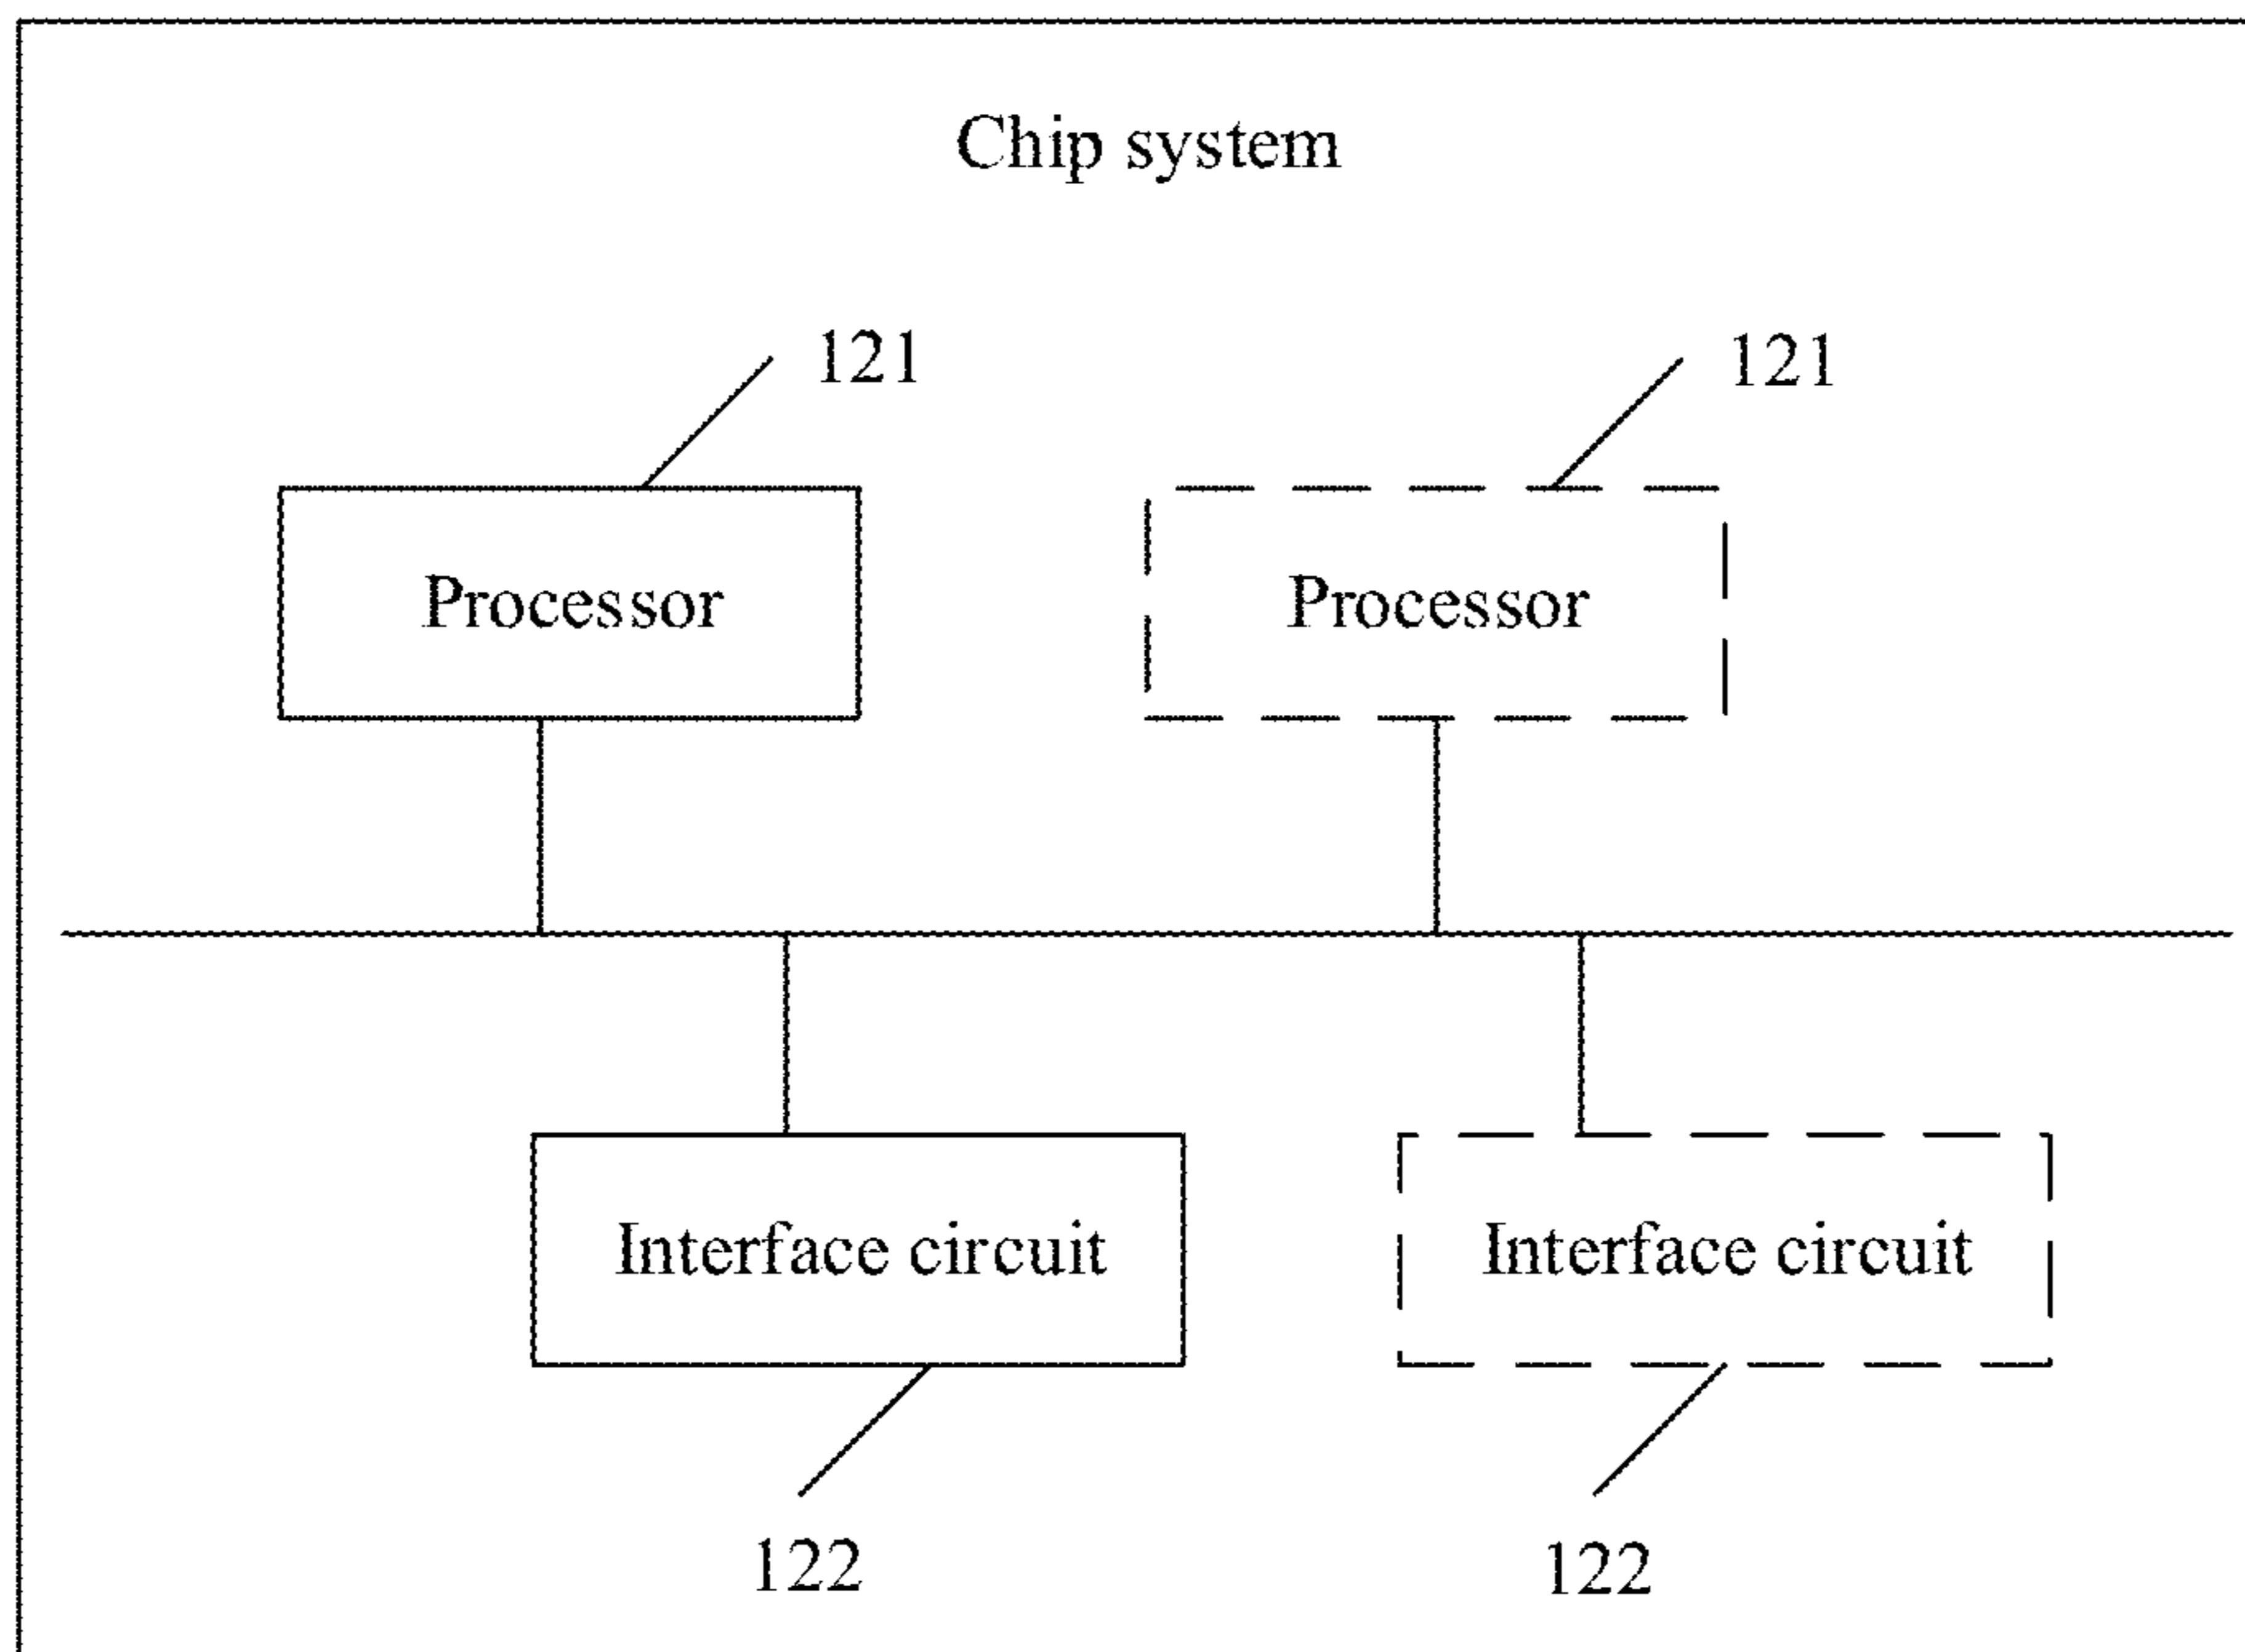 Chip system
121
121
Processor
Processor
Interface circuit
Interface circuit
122
122